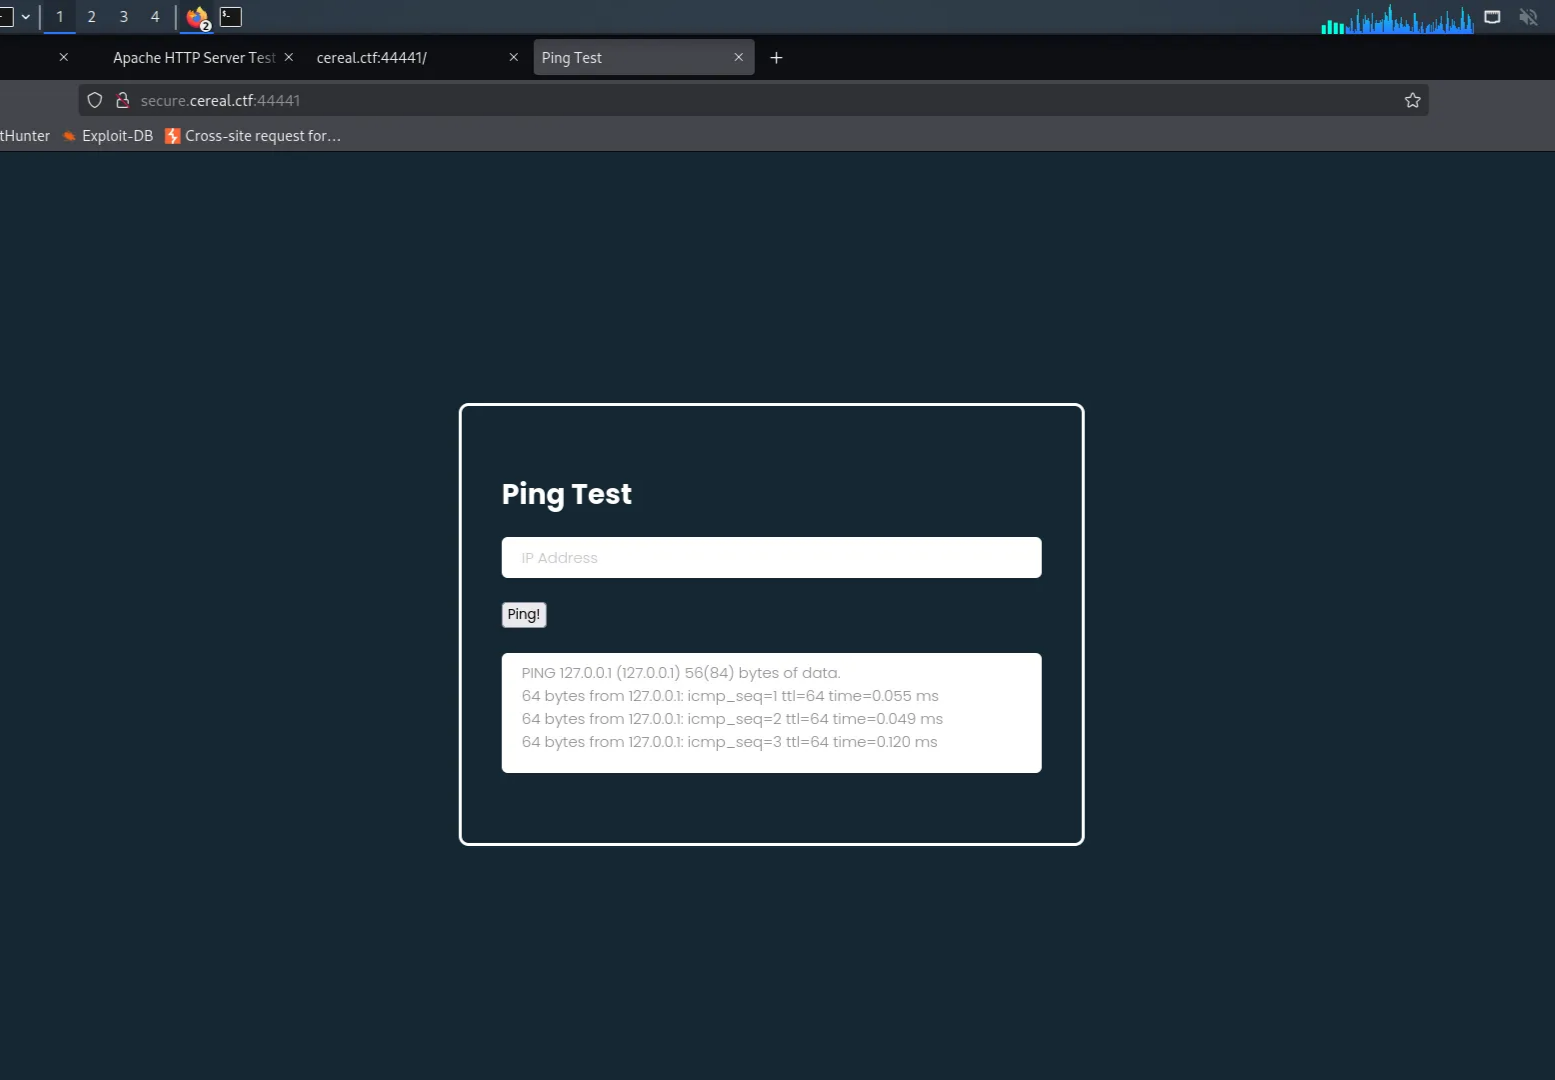 1 2 3 4 2
Apache HTTP Server Test cereal.ctf:44441/ Ping Test
secure.cereal.ctf:44441
tHunter Exploit-DB Cross-site request for…
Ping Test
IP Address
Ping!
PING 127.0.0.1 (127.0.0.1) 56(84) bytes of data.
64 bytes from 127.0.0.1: icmp_seq=1 ttl=64 time=0.055 ms
64 bytes from 127.0.0.1: icmp_seq=2 ttl=64 time=0.049 ms
64 bytes from 127.0.0.1: icmp_seq=3 ttl=64 time=0.120 ms